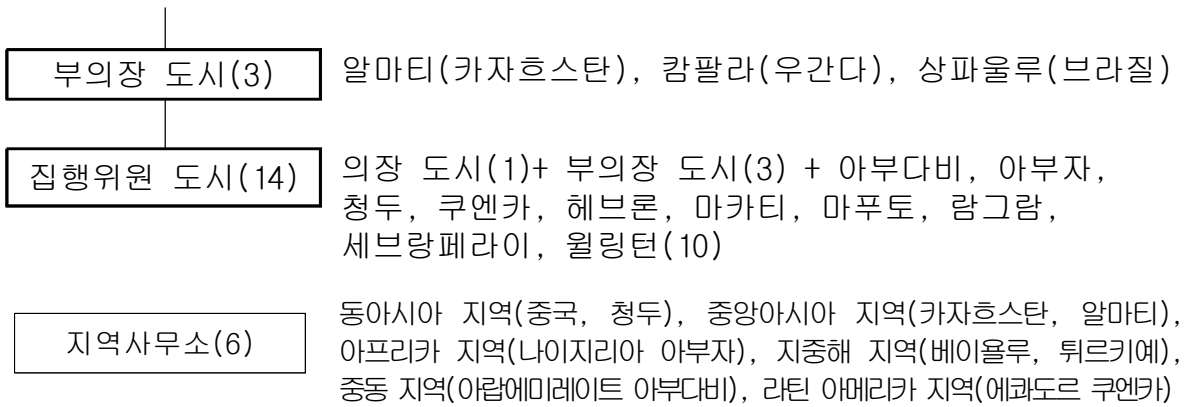 부의장 도시(3) 알마티(카자흐스탄), 캄팔라(우간다), 상파울루(브라질)
집행위원 도시(14) 의장 도시(1)+ 부의장 도시(3) + 아부다비, 아부자,
청두, 쿠엔카, 헤브론, 마카티, 마푸토, 람그람,
세브랑페라이, 윌링턴(10)
지역사무소(6) 동아시아 지역(중국, 청두), 중앙아시아 지역(카자흐스탄, 알마티),
아프리카 지역(나이지리아 아부자), 지중해 지역(베이욜루, 튀르키예),
중동 지역(아랍에미레이트 아부다비), 라틴 아메리카 지역(에콰도르 쿠엔카)